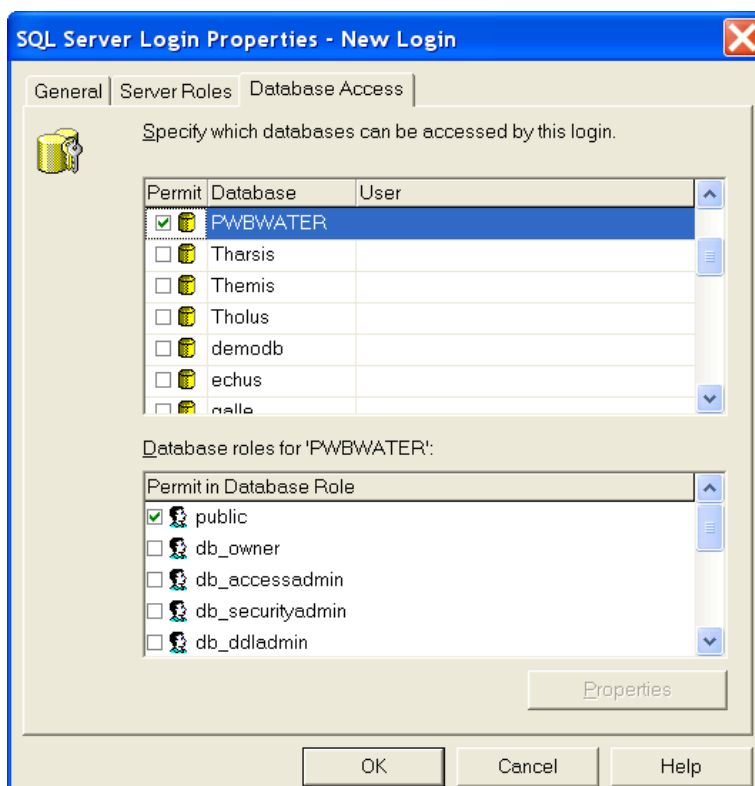 SQL Server Login Properties - New Login
General Server Roles Database Access
Specify which databases can be accessed by this login.
Permit Database User
PWBWATER
Tharsis
Themis
Tholus
demodb
echus
galle
Database roles for 'PWBWATER':
Permit in Database Role
public
db_owner
db_accessadmin
db_securityadmin
db_ddladmin
Properties
OK Cancel Help